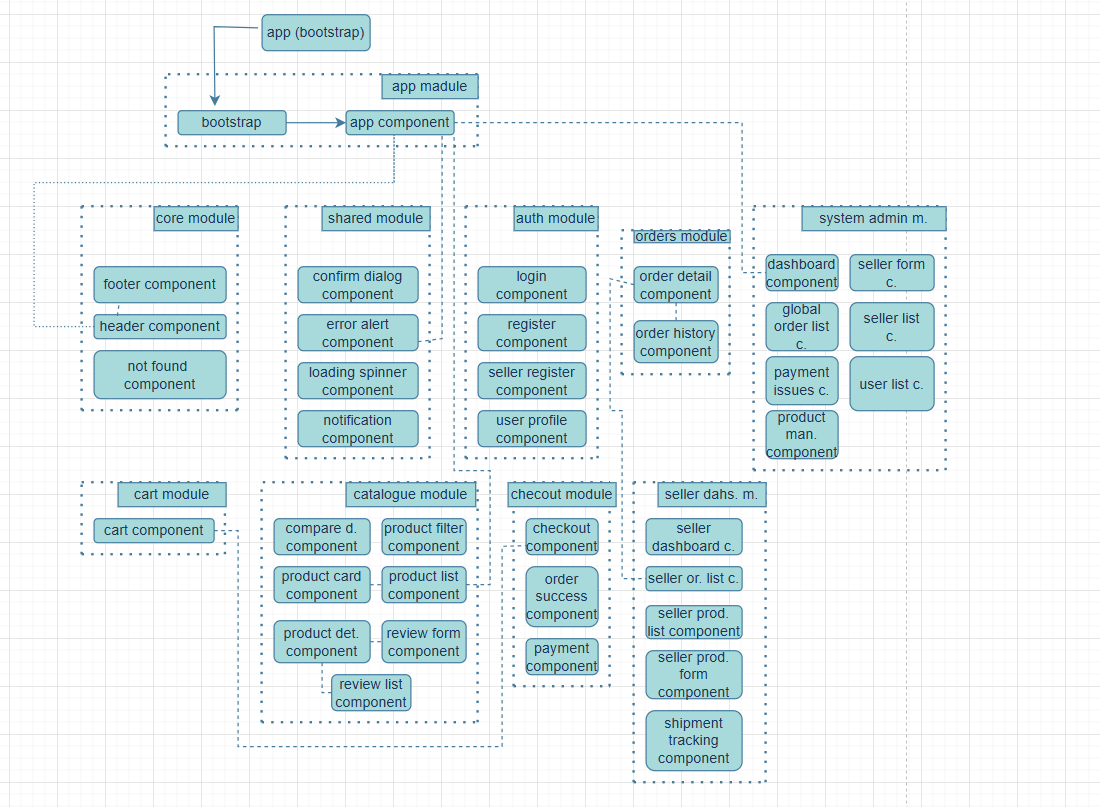 app (bootstrap)
app madule
bootstrap
app component
core module
footer component
header component
not found
component
shared module
confirm dialog
component
error alert
component
loading spinner
component
notification
component
auth module
login
component
register
component
seller register
component
user profile
component
orders module
order detail
component
order history
component
system admin m.
dashboard
component
seller form
c.
global
order list
c.
seller list
c.
payment
issues c.
user list c.
product
man.
component
cart module
cart component
catalogue module
compare d.
component
product filter
component
product card
component
product list
component
product det.
component
review form
component
review list
component
checout module
checkout
component
order
success
component
payment
component
seller dahs. m.
seller
dashboard c.
seller or. list c.
seller prod.
list component
seller prod.
form
component
shipment
tracking
component